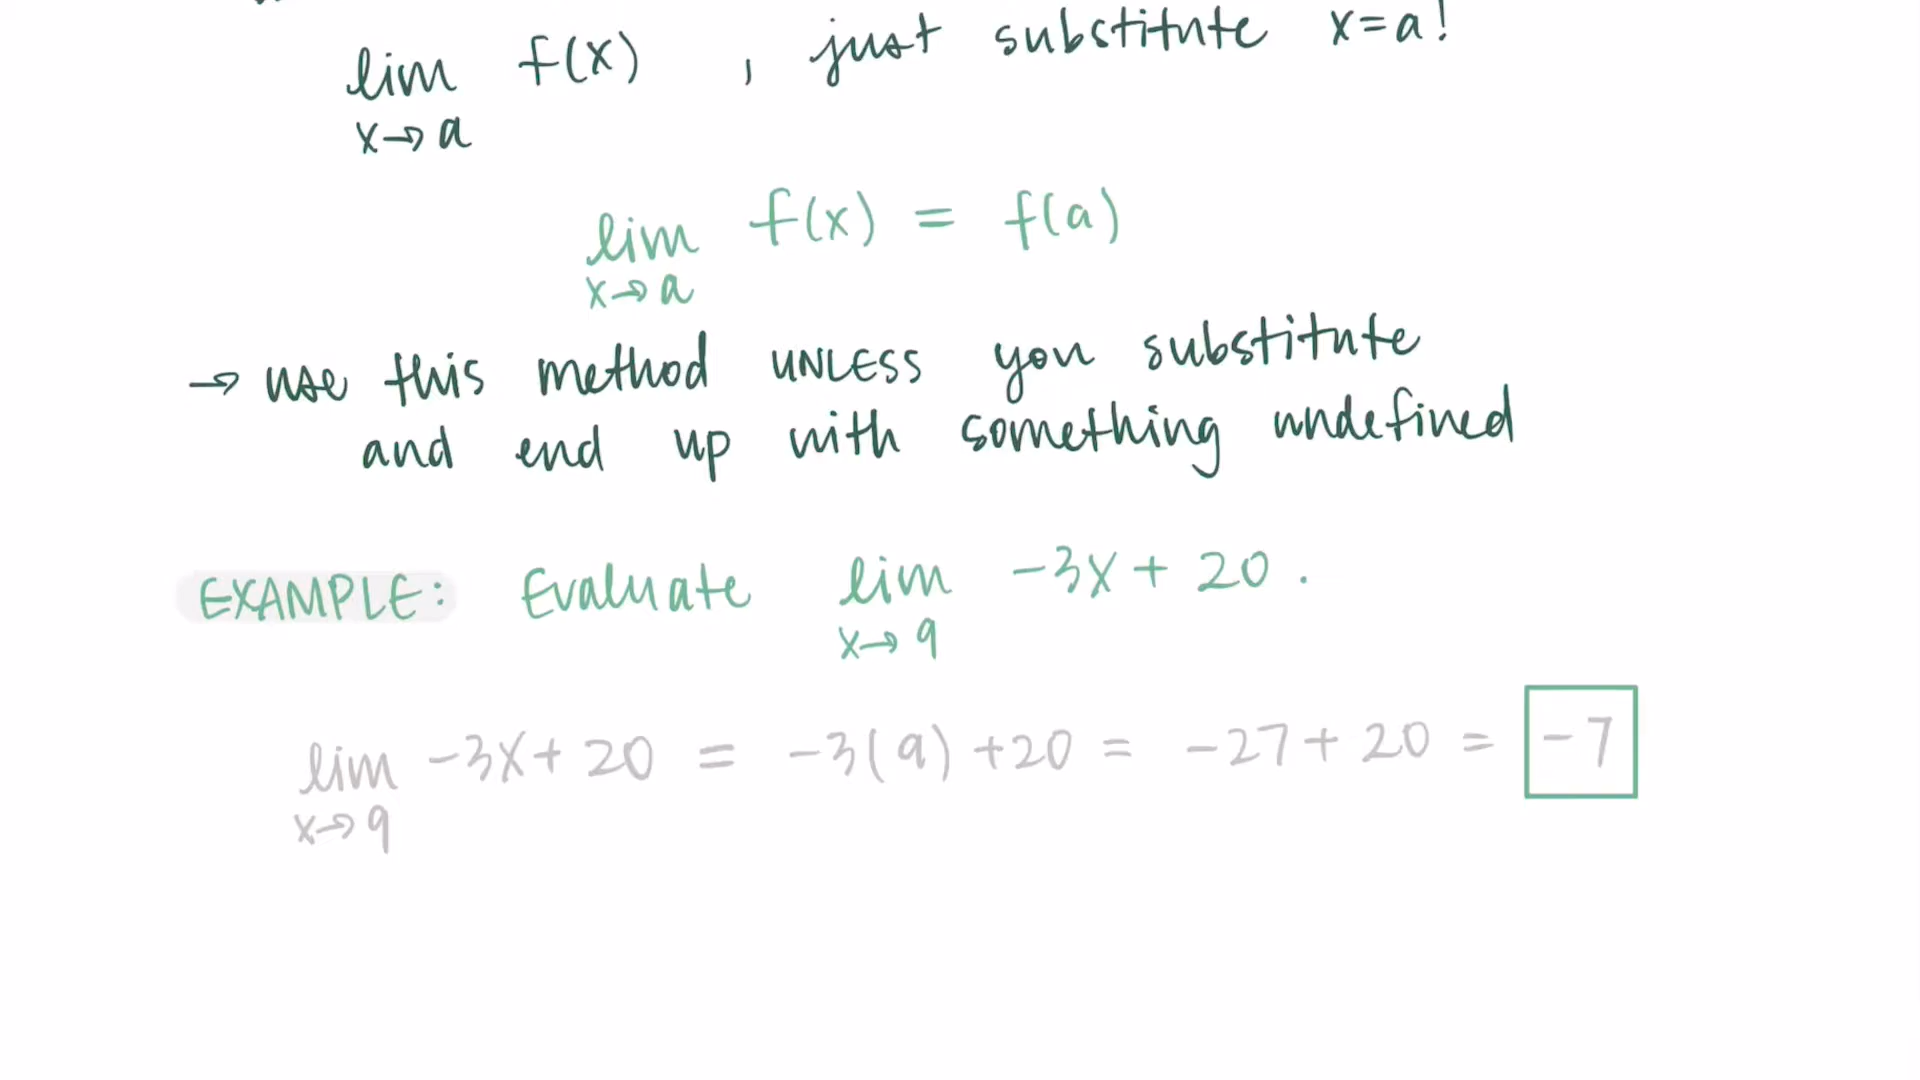 lim f(x) , just substitute x=a!
x→a
lim f(x) = f(a)
x→a
→ use this method UNLESS you substitute
and end up with something undefined
EXAMPLE: Evaluate lim -3x + 20.
x→9
lim -3x + 20 = -3(9) +20 = -27 + 20 = -7
x→9